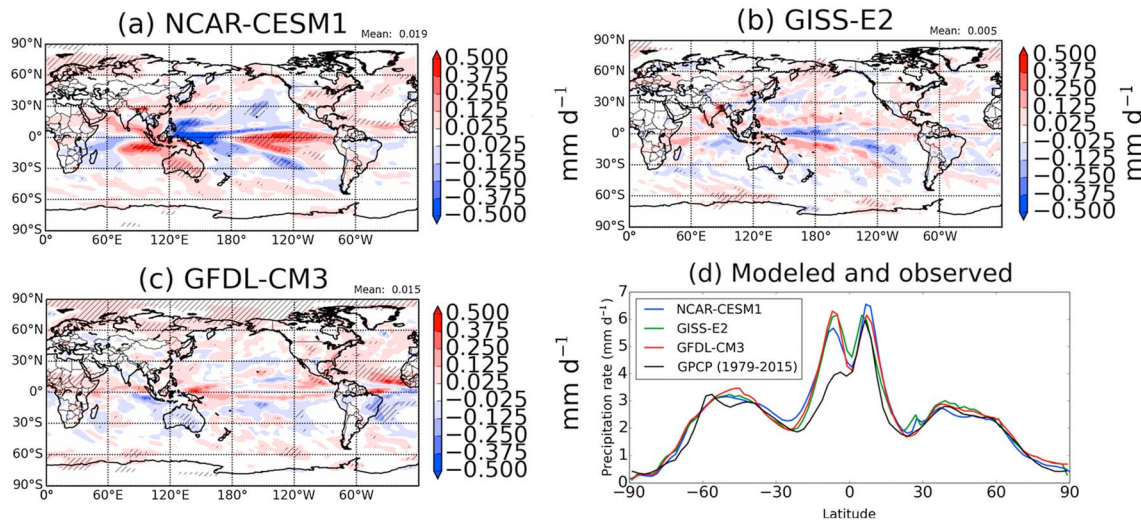 (a) NCAR-CESM1
Mean: 0.019
90°N
60°N
30°N
0°
30°S
60°S
90°S
0°
60°E
120°E
180°
120°W
60°W
0.500
0.375
0.250
0.125
0.025
−0.025
−0.125
−0.250
−0.375
−0.500
mm d⁻¹
(b) GISS-E2
Mean: 0.005
90°N
60°N
30°N
0°
30°S
60°S
90°S
0°
60°E
120°E
180°
120°W
60°W
0.500
0.375
0.250
0.125
0.025
−0.025
−0.125
−0.250
−0.375
−0.500
mm d⁻¹
(c) GFDL-CM3
Mean: 0.015
90°N
60°N
30°N
0°
30°S
60°S
90°S
0°
60°E
120°E
180°
120°W
60°W
0.500
0.375
0.250
0.125
0.025
−0.025
−0.125
−0.250
−0.375
−0.500
mm d⁻¹
(d) Modeled and observed
Precipitation rate (mm d⁻¹)
7
6
5
4
3
2
1
0
NCAR-CESM1
GISS-E2
GFDL-CM3
GPCP (1979-2015)
−90
−60
−30
0
30
60
90
Latitude